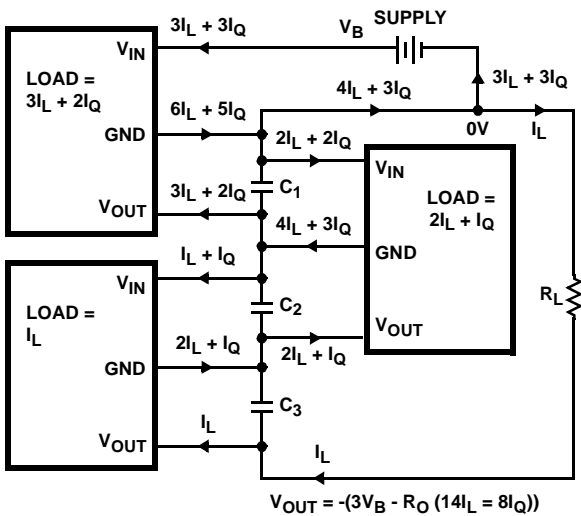 3IL + 3IQ
VB
SUPPLY
VIN
LOAD =
3IL + 2IQ
4IL + 3IQ
3IL + 3IQ
6IL + 5IQ
GND
0V
IL
2IL + 2IQ
VIN
C1
LOAD =
2IL + IQ
3IL + 2IQ
VOUT
4IL + 3IQ
GND
IL + IQ
VIN
LOAD =
IL
RL
C2
VOUT
2IL + IQ
GND
2IL + IQ
C3
IL
VOUT
IL
VOUT = -(3VB - RO (14IL = 8IQ))